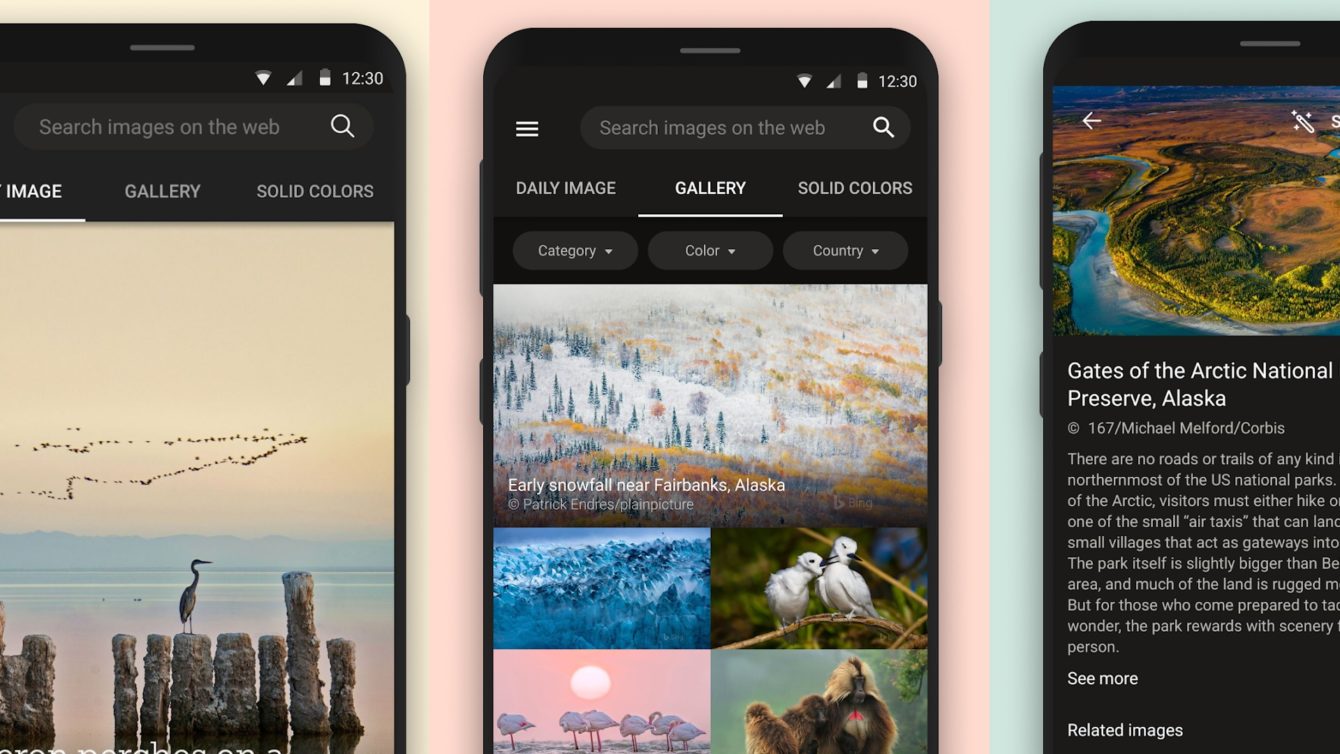 12:30
Search images on the web
IMAGE
GALLERY
SOLID COLORS
perches on a
12:30
Search images on the web
DAILY IMAGE
GALLERY
SOLID COLORS
Category
Color
Country
Early snowfall near Fairbanks, Alaska
© Patrick Endres/plainpicture
Bing
Gates of the Arctic National
Preserve, Alaska
© 167/Michael Melford/Corbis
There are no roads or trails of any kind
northernmost of the US national parks.
of the Arctic, visitors must either hike
one of the small “air taxis” that can
small villages that act as gateways into
The park itself is slightly bigger than
area, and much of the land is rugged
But for those who come prepared to
wonder, the park rewards with scenery
person.
See more
Related images